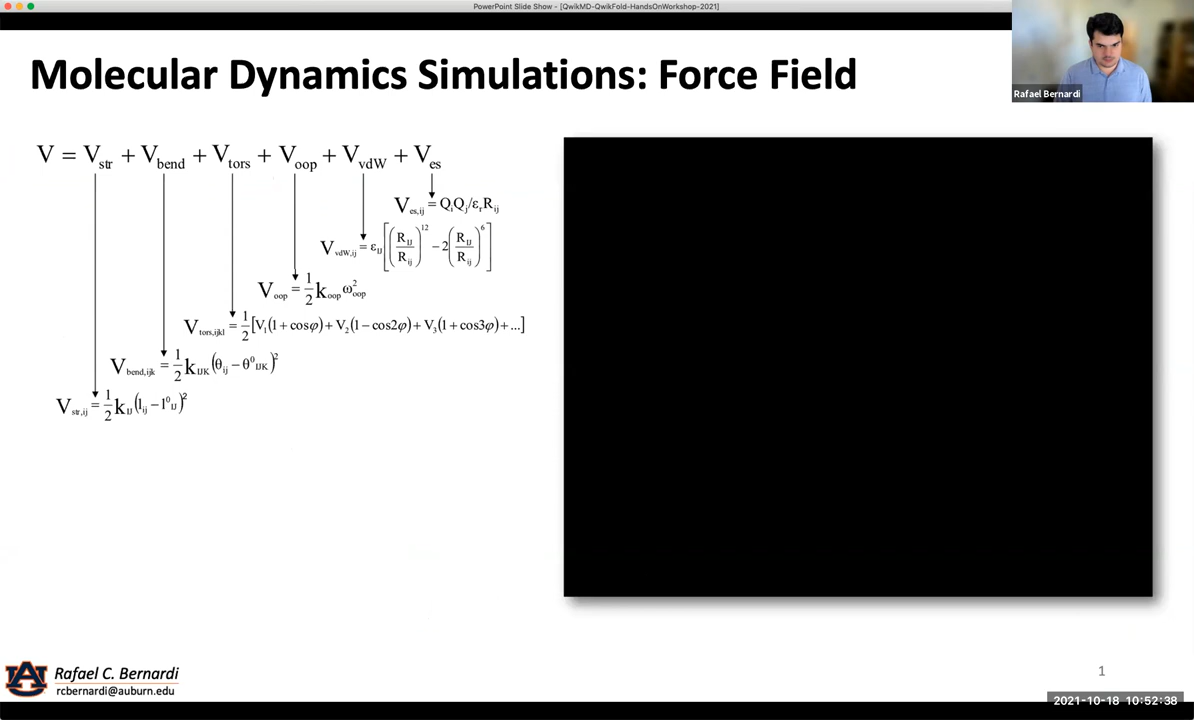 PowerPoint Slide Show - [QwikMD-QwikFold-HandsOnWorkshop-2021]
Molecular Dynamics Simulations: Force Field
Rafael Bernardi
V = V_str + V_bend + V_tors + V_oop + V_vdW + V_es
V_es,ij = Q_iQ_j/ε_rR_ij
V_vdW,ij = ε_IJ[(R_IJ/R_ij)^12 − 2(R_IJ/R_ij)^6]
V_oop = 1/2 k_oop ω²_oop
V_tors,ijkl = 1/2 [V_1(1 + cosφ) + V_2(1 − cos2φ) + V_3(1 + cos3φ) + ...]
V_bend,ijk = 1/2 k_IJK (θ_ij − θ⁰_IJK)²
V_str,ij = 1/2 k_IJ (l_ij − l⁰_IJ)²
AU
Rafael C. Bernardi
rcbernardi@auburn.edu
1
2021-10-18 10:52:38